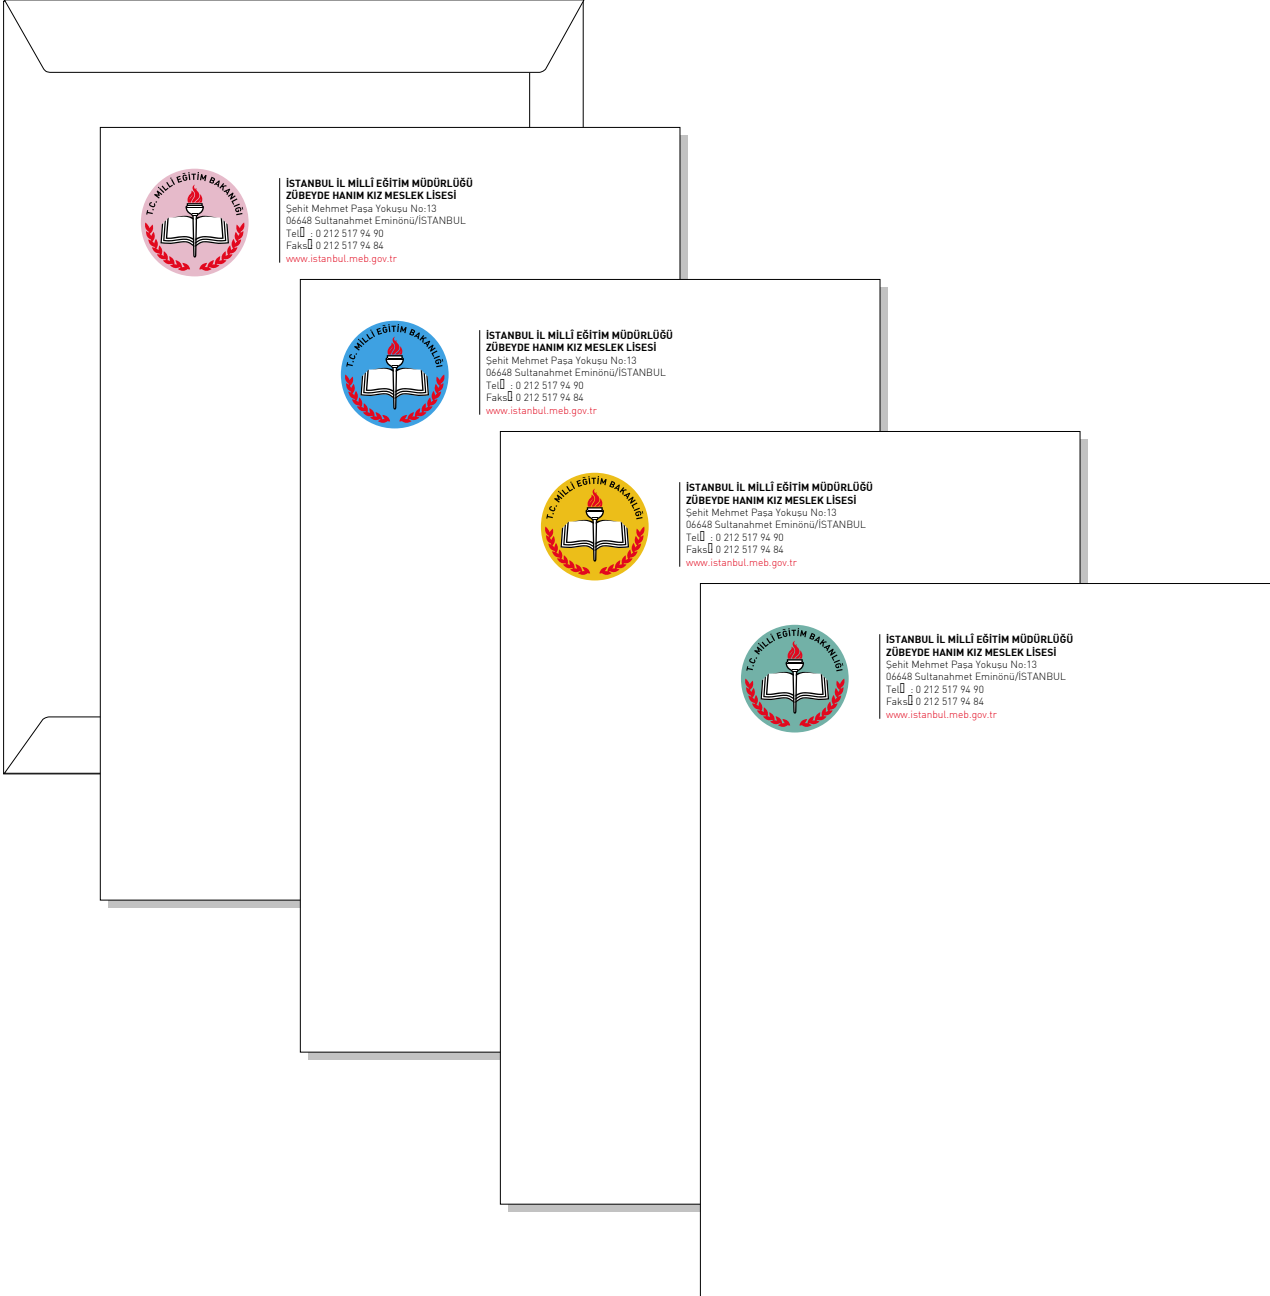 T.C. MİLLİ EĞİTİM BAKANLIĞI
İSTANBUL İL MİLLÎ EĞİTİM MÜDÜRLÜĞÜ
ZÜBEYDE HANIM KIZ MESLEK LİSESİ
Şehit Mehmet Paşa Yokuşu No:13
06648 Sultanahmet Eminönü/İSTANBUL
Tel : 0 212 517 94 90
Faks 0 212 517 94 84
www.istanbul.meb.gov.tr
T.C. MİLLİ EĞİTİM BAKANLIĞI
İSTANBUL İL MİLLÎ EĞİTİM MÜDÜRLÜĞÜ
ZÜBEYDE HANIM KIZ MESLEK LİSESİ
Şehit Mehmet Paşa Yokuşu No:13
06648 Sultanahmet Eminönü/İSTANBUL
Tel : 0 212 517 94 90
Faks 0 212 517 94 84
www.istanbul.meb.gov.tr
T.C. MİLLİ EĞİTİM BAKANLIĞI
İSTANBUL İL MİLLÎ EĞİTİM MÜDÜRLÜĞÜ
ZÜBEYDE HANIM KIZ MESLEK LİSESİ
Şehit Mehmet Paşa Yokuşu No:13
06648 Sultanahmet Eminönü/İSTANBUL
Tel : 0 212 517 94 90
Faks 0 212 517 94 84
www.istanbul.meb.gov.tr
T.C. MİLLİ EĞİTİM BAKANLIĞI
İSTANBUL İL MİLLÎ EĞİTİM MÜDÜRLÜĞÜ
ZÜBEYDE HANIM KIZ MESLEK LİSESİ
Şehit Mehmet Paşa Yokuşu No:13
06648 Sultanahmet Eminönü/İSTANBUL
Tel : 0 212 517 94 90
Faks 0 212 517 94 84
www.istanbul.meb.gov.tr